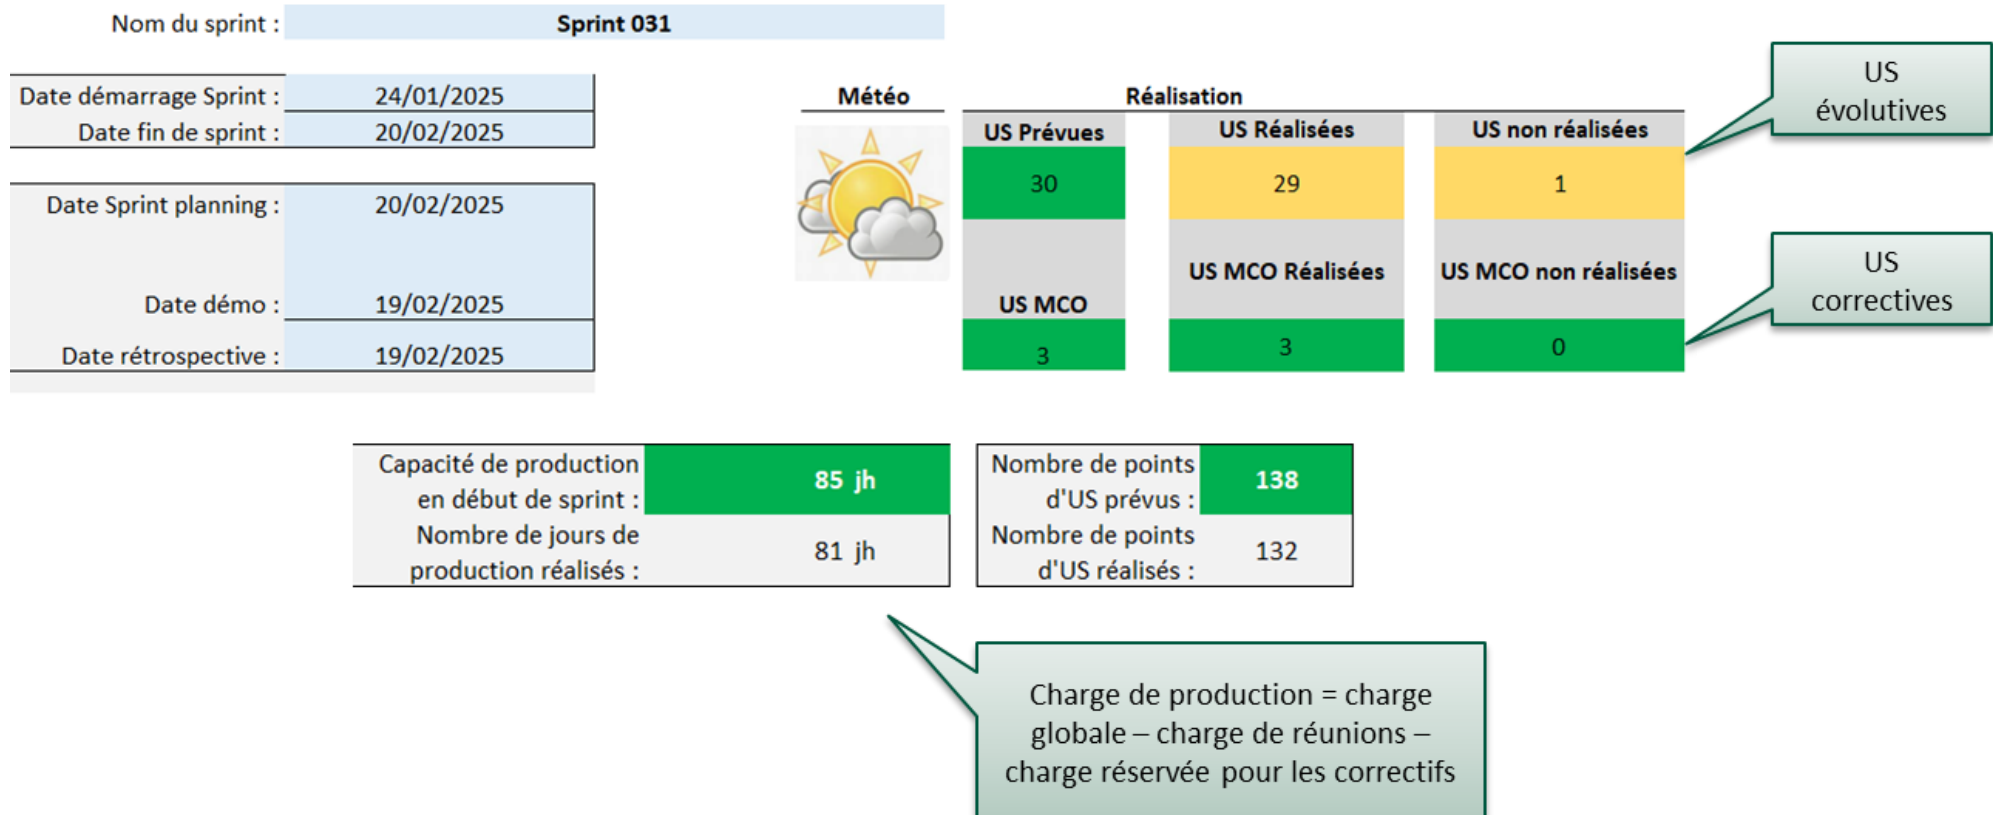 Nom du sprint : Sprint 031
Date démarrage Sprint : 24/01/2025
Date fin de sprint : 20/02/2025
Date Sprint planning : 20/02/2025
Date démo : 19/02/2025
Date rétrospective : 19/02/2025
Météo
Réalisation
US Prévues US Réalisées US non réalisées
30 29 1
US MCO US MCO Réalisées US MCO non réalisées
3 3 0
US
évolutives
US
correctives
Capacité de production
en début de sprint :
85 jh
Nombre de jours de
production réalisés :
81 jh
Nombre de points
d'US prévus :
138
Nombre de points
d'US réalisés :
132
Charge de production = charge
globale – charge de réunions –
charge réservée pour les correctifs